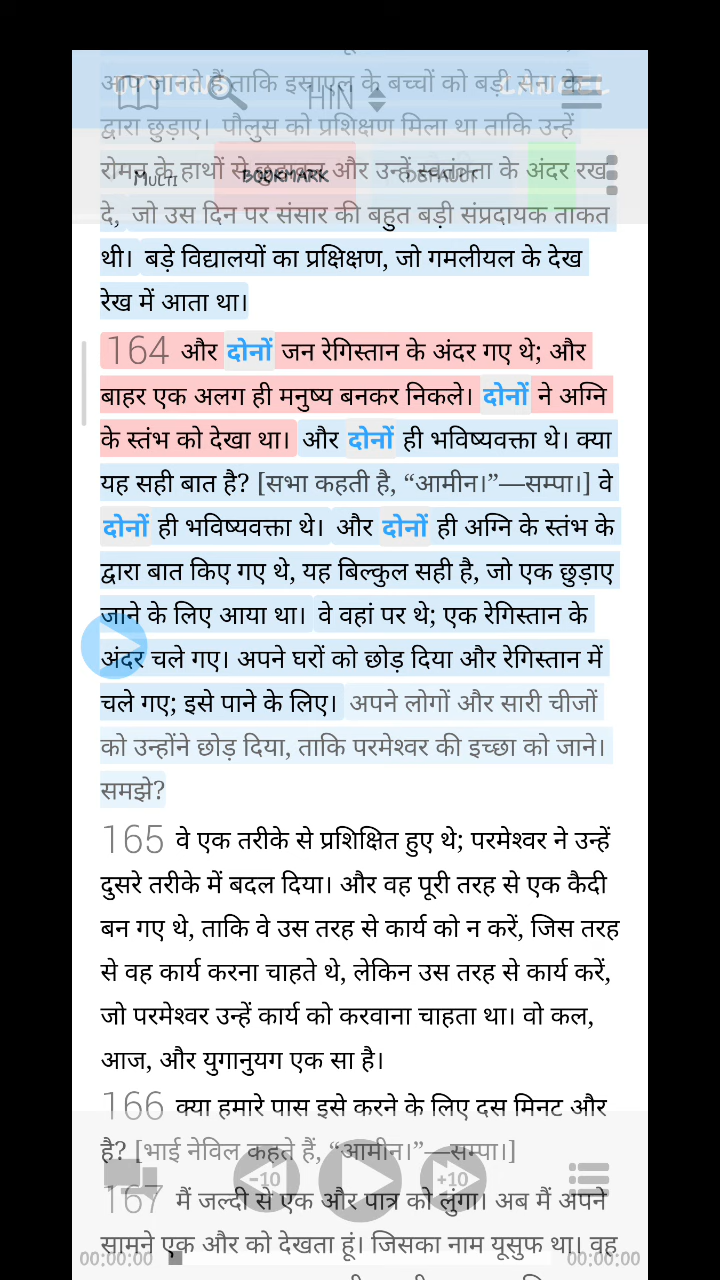 आप जानते हैं ताकि इस्राएल के बच्चों को बड़ी सेना के
HIN
द्वारा छुड़ाए। पौलुस को प्रशिक्षण मिला था ताकि उन्हें
रोमन के हाथों से छुड़ाकर और उन्हें स्वतंत्रता के अंदर रख
MULTI BOOKMARK DEFAULT
दे, जो उस दिन पर संसार की बहुत बड़ी संप्रदायक ताकत
थी। बड़े विद्यालयों का प्रक्षिक्षण, जो गमलीयल के देख
रेख में आता था।
164 और दोनों जन रेगिस्तान के अंदर गए थे; और
बाहर एक अलग ही मनुष्य बनकर निकले। दोनों ने अग्नि
के स्तंभ को देखा था। और दोनों ही भविष्यवक्ता थे। क्या
यह सही बात है? [सभा कहती है, “आमीन।”—सम्पा।] वे
दोनों ही भविष्यवक्ता थे। और दोनों ही अग्नि के स्तंभ के
द्वारा बात किए गए थे, यह बिल्कुल सही है, जो एक छुड़ाए
जाने के लिए आया था। वे वहां पर थे; एक रेगिस्तान के
अंदर चले गए। अपने घरों को छोड़ दिया और रेगिस्तान में
चले गए; इसे पाने के लिए। अपने लोगों और सारी चीजों
को उन्होंने छोड़ दिया, ताकि परमेश्वर की इच्छा को जाने।
समझे?
165 वे एक तरीके से प्रशिक्षित हुए थे; परमेश्वर ने उन्हें
दुसरे तरीके में बदल दिया। और वह पूरी तरह से एक कैदी
बन गए थे, ताकि वे उस तरह से कार्य को न करें, जिस तरह
से वह कार्य करना चाहते थे, लेकिन उस तरह से कार्य करें,
जो परमेश्वर उन्हें कार्य को करवाना चाहता था। वो कल,
आज, और युगानुयग एक सा है।
166 क्या हमारे पास इसे करने के लिए दस मिनट और
है? [भाई नेविल कहते हैं, “आमीन।”—सम्पा।]
-10 +10
167 मैं जल्दी से एक और पात्र को लुंगा। अब मैं अपने
सामने एक और को देखता हूं। जिसका नाम यूसुफ था। वह
00:00:00 00:00:00